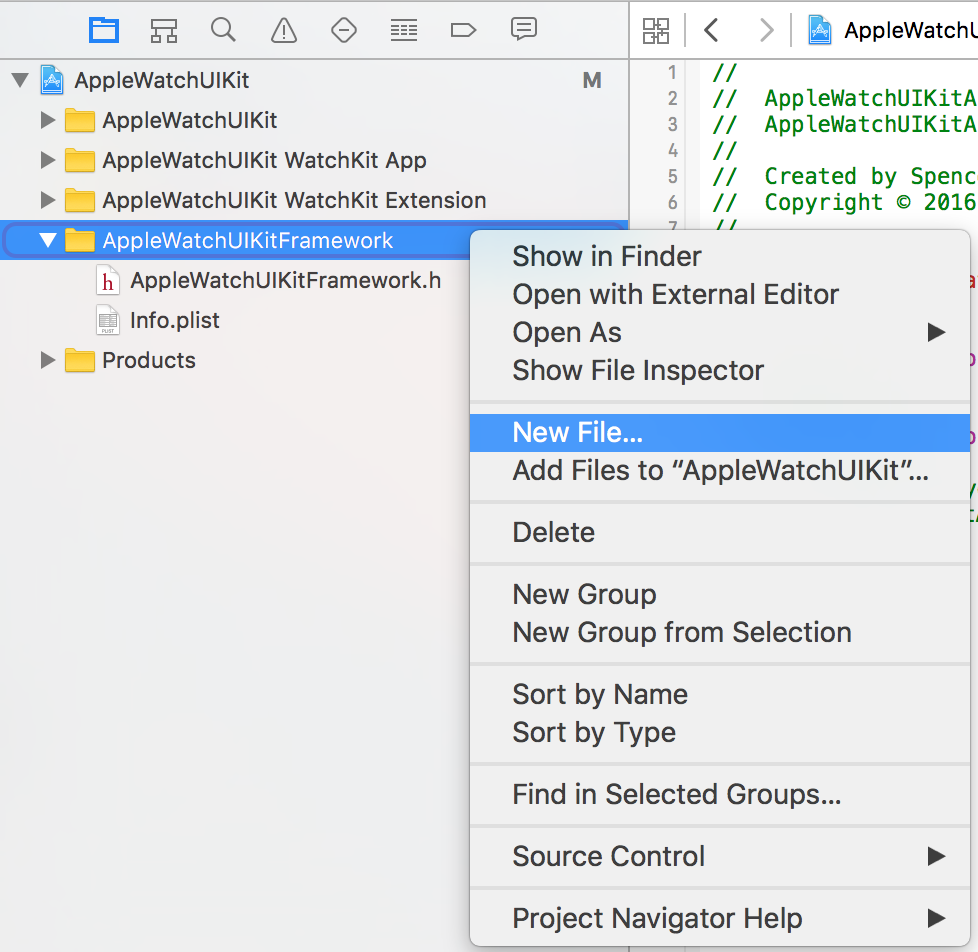 AppleWatchU
AppleWatchUIKit M
AppleWatchUIKit
AppleWatchUIKit WatchKit App
AppleWatchUIKit WatchKit Extension
AppleWatchUIKitFramework
h AppleWatchUIKitFramework.h
PLIST Info.plist
Products
1 //
2 // AppleWatchUIKitA
3 // AppleWatchUIKitA
4 //
5 // Created by Spenc
6 // Copyright © 2016
7 //
Show in Finder
Open with External Editor
Open As
Show File Inspector
New File...
Add Files to “AppleWatchUIKit”...
Delete
New Group
New Group from Selection
Sort by Name
Sort by Type
Find in Selected Groups...
Source Control
Project Navigator Help